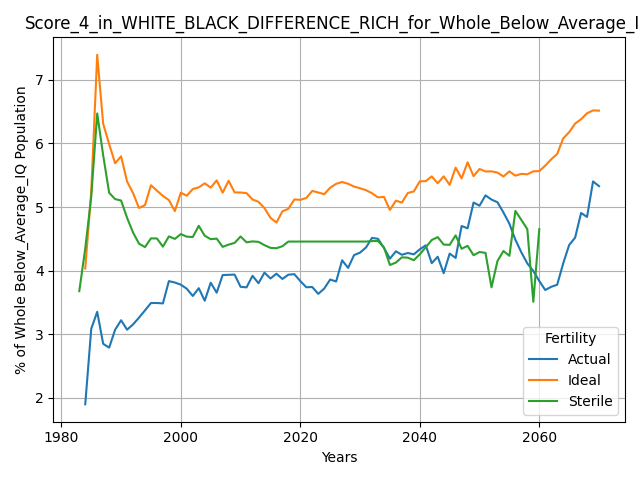 Score_4_in_WHITE_BLACK_DIFFERENCE_RICH_for_Whole_Below_Average_I
% of Whole Below_Average_IQ Population
7
6
5
4
3
2
Fertility
Actual
Ideal
Sterile
1980 2000 2020 2040 2060
Years